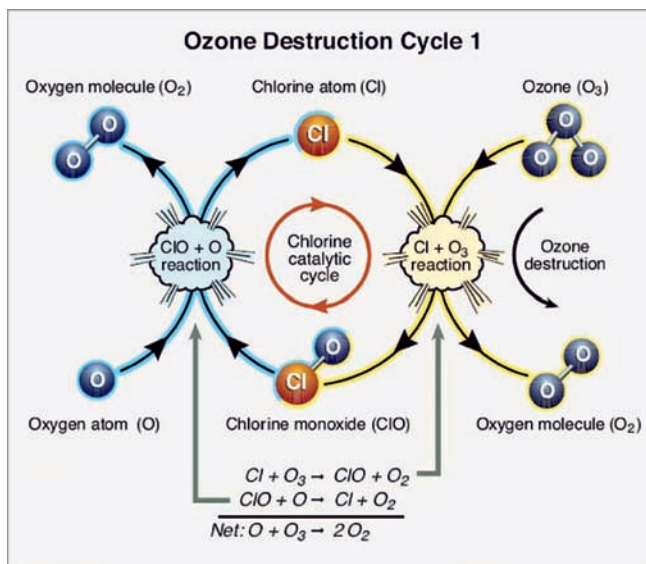 Ozone Destruction Cycle 1
Oxygen molecule (O₂)
Chlorine atom (Cl)
Ozone (O₃)
O
O
Cl
O
O
O
ClO + O
reaction
Chlorine
catalytic
cycle
Cl + O₃
reaction
Ozone
destruction
O
Cl
O
O
O
Oxygen atom (O)
Chlorine monoxide (ClO)
Oxygen molecule (O₂)
Cl + O₃ → ClO + O₂
ClO + O → Cl + O₂
Net: O + O₃ → 2O₂